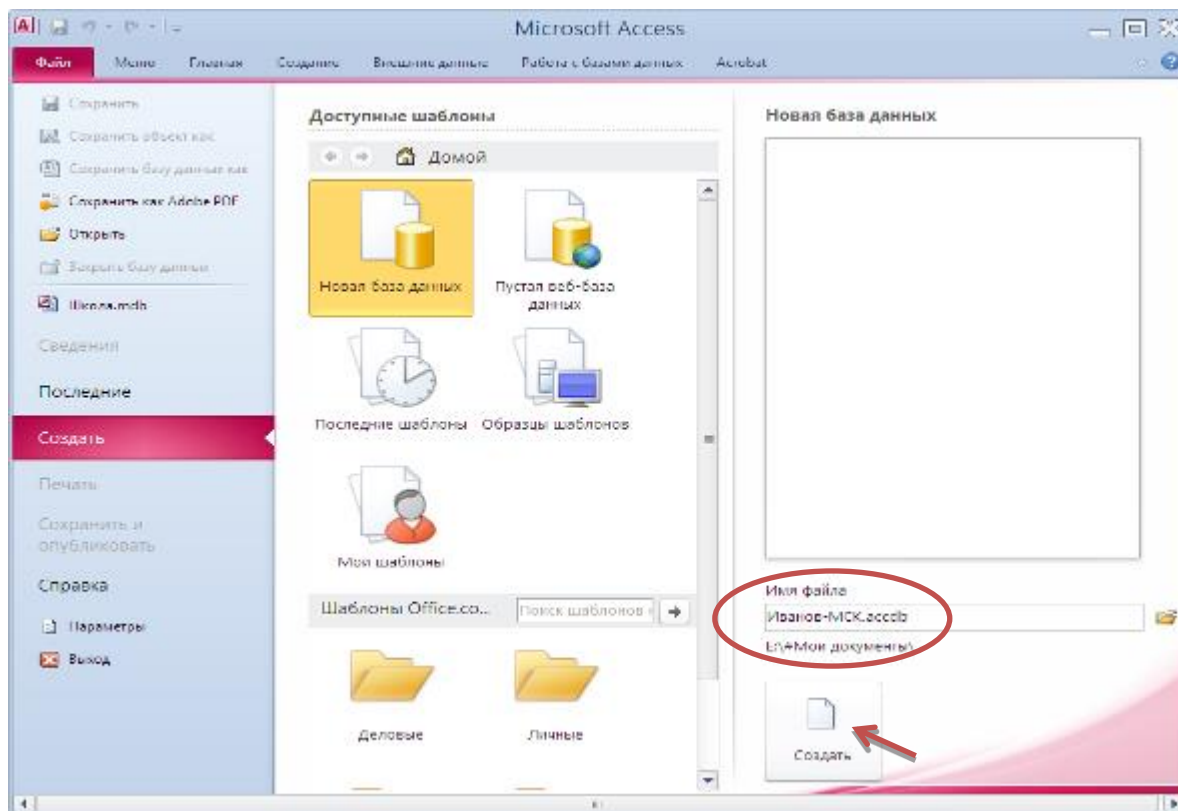 Microsoft Access
Файл Меню Главная Создание Внешние данные Работа с базами данных Acrobat
Сохранить
Сохранить объект как
Сохранить базу данных как
Сохранить как Adobe PDF
Открыть
Закрыть базу данных
Школа.mdb
Сведения
Последние
Создать
Печать
Сохранить и
опубликовать
Справка
Параметры
Выход
Доступные шаблоны
Домой
Новая база данных
Пустая веб-база
данных
Последние шаблоны
Образцы шаблонов
Мои шаблоны
Шаблоны Office.co...
Поиск шаблонов
Деловые
Личные
Новая база данных
Имя файла
Иванов-МСК.accdb
E:\#Мои документы\
Создать